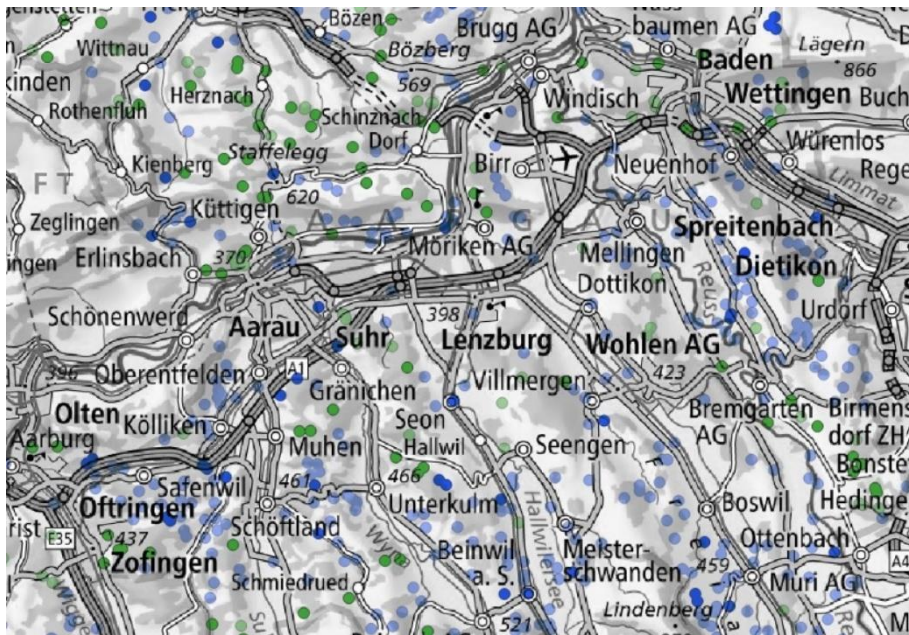 Bözen
Brugg AG
baumen AG
Lägern
Wittnau
Bözberg
Baden
866
kinden
569
Herznach
Windisch
Wettingen
Buch
Rothenfluh
Schinznach
Dorf
Würenlos
Staffelegg
Birr
Neuenhof
Rege
Kienberg
FT
620
Limmat
Küttigen
A A R G A U
Zeglingen
Spreitenbach
Möriken AG
Mellingen
ingen
Erlinsbach
370
Dietikon
Dottikon
Reuss
Urdorf
Schönenwerd
398
Aarau
Suhr
Lenzburg
Wohlen AG
396
Oberentfelden
A1
423
Gränichen
Villmergen
Olten
Kölliken
Seon
Bremgarten
AG
Birmens
dorf ZH
Aarburg
Muhen
Hallwil
Seengen
Bonste
466
Safenwil
461
Unterkulm
Hedinge
Oftringen
Boswil
rist
Schöftland
Hallwilersee
E35
437
Ottenbach
Zofingen
Beinwil
a. S.
Meister-
schwanden
A4
459
Schmiedrued
Muri AG
Lindenberg
521